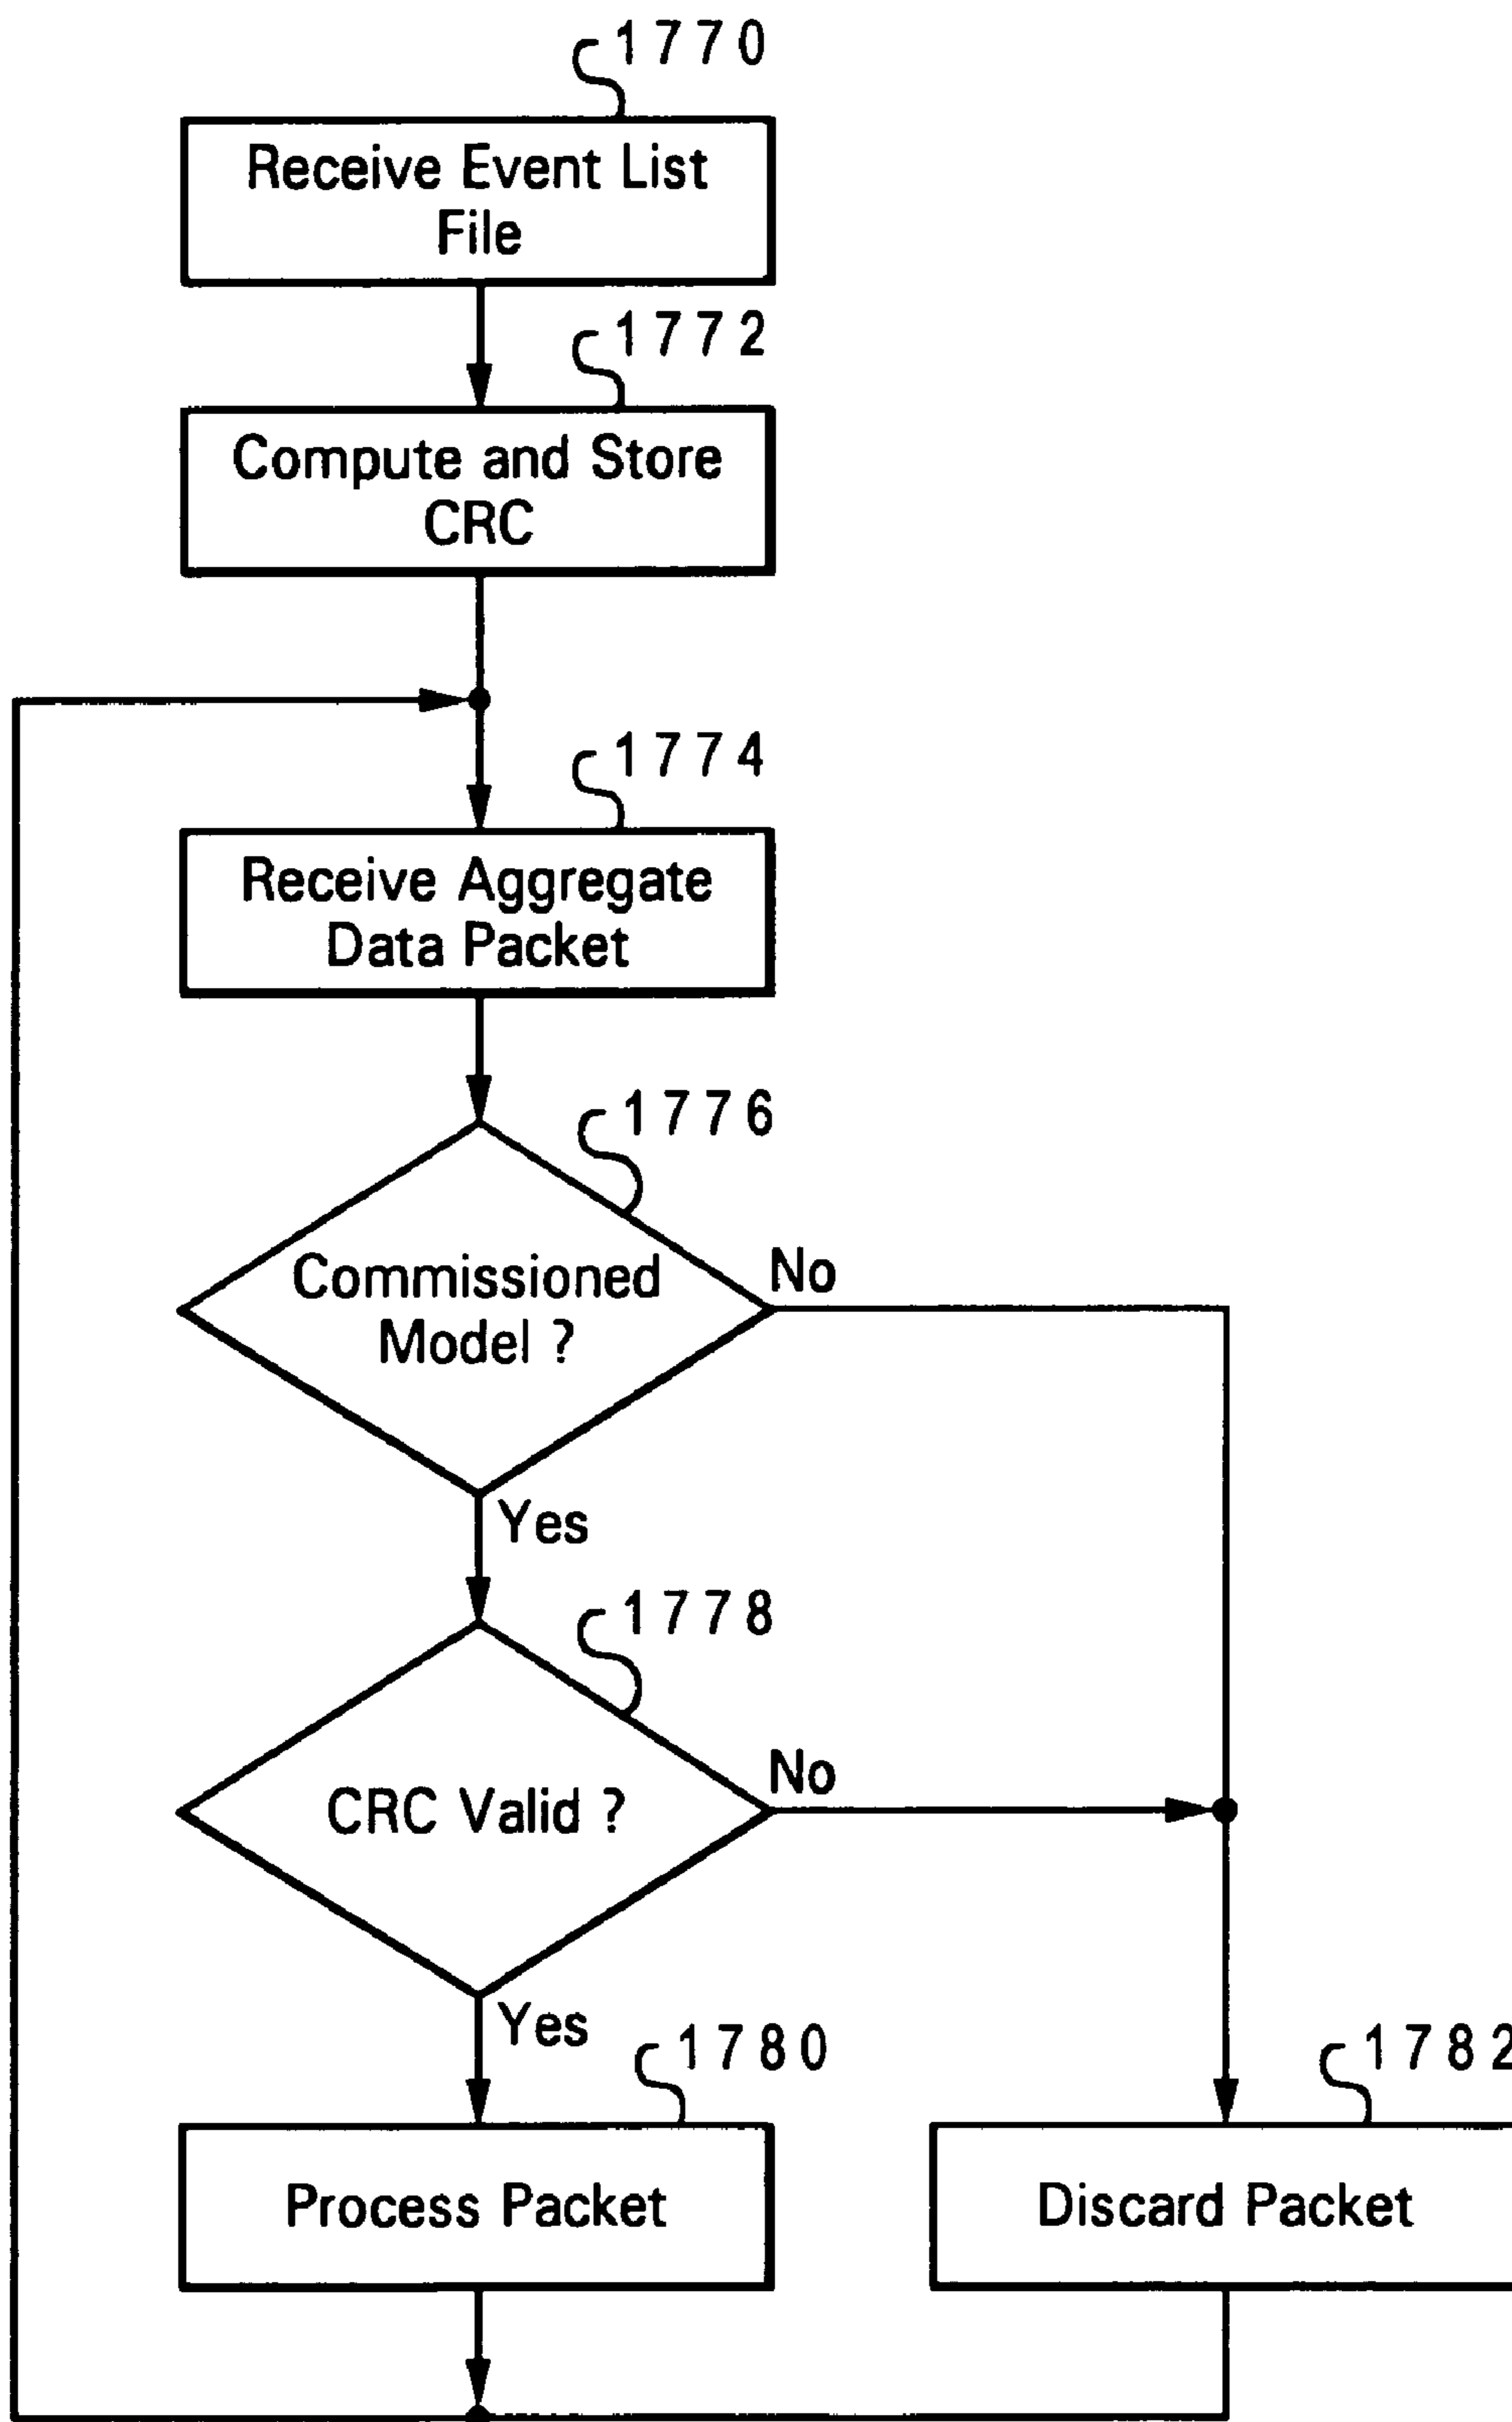 1770
Receive Event List
File
1772
Compute and Store
CRC
1774
Receive Aggregate
Data Packet
1776
Commissioned
Model ?
No
Yes
1778
CRC Valid ?
No
Yes
1780
Process Packet
1782
Discard Packet